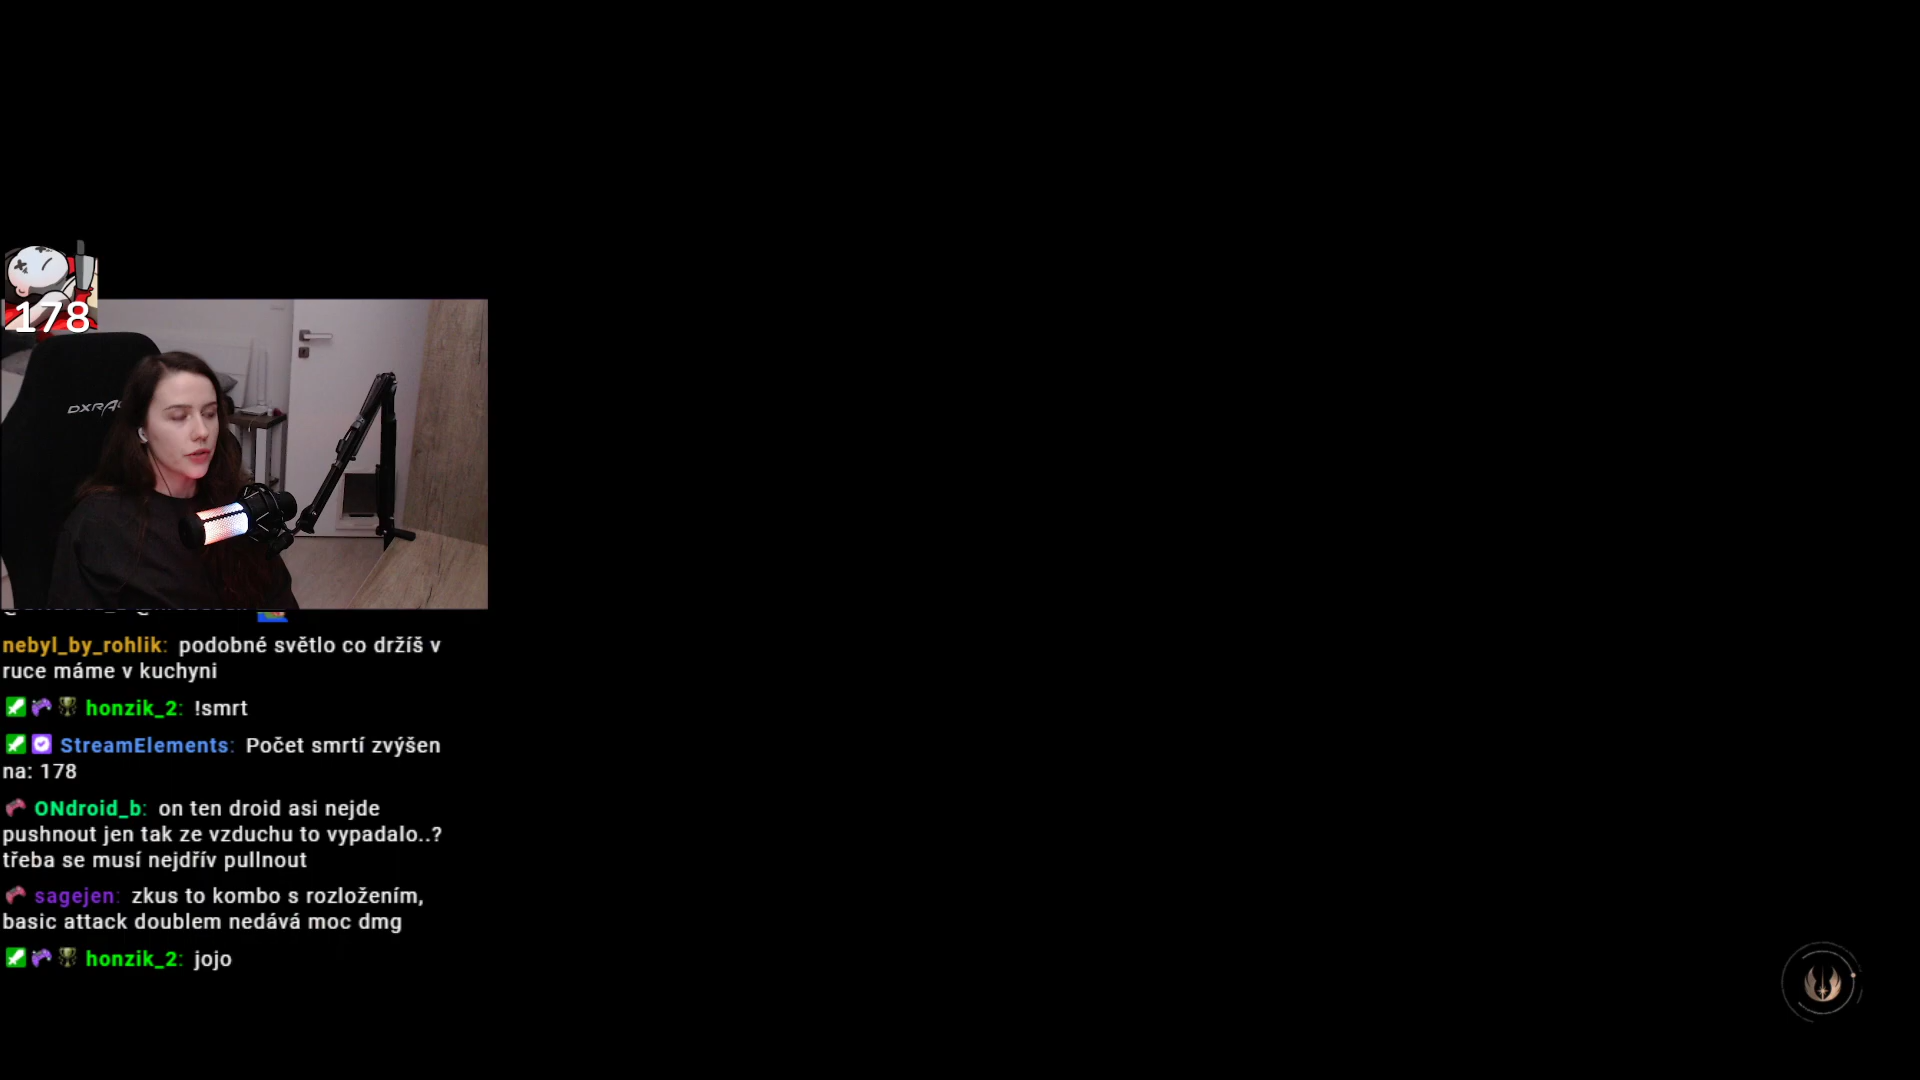 178
DXRA
nebyl_by_rohlik: podobné světlo co držíš v
ruce máme v kuchyni
honzik_2: !smrt
StreamElements: Počet smrtí zvýšen
na: 178
ONdroid_b: on ten droid asi nejde
pushnout jen tak ze vzduchu to vypadalo..?
třeba se musí nejdřív pullnout
sagejen: zkus to kombo s rozložením,
basic attack doublem nedává moc dmg
honzik_2: jojo